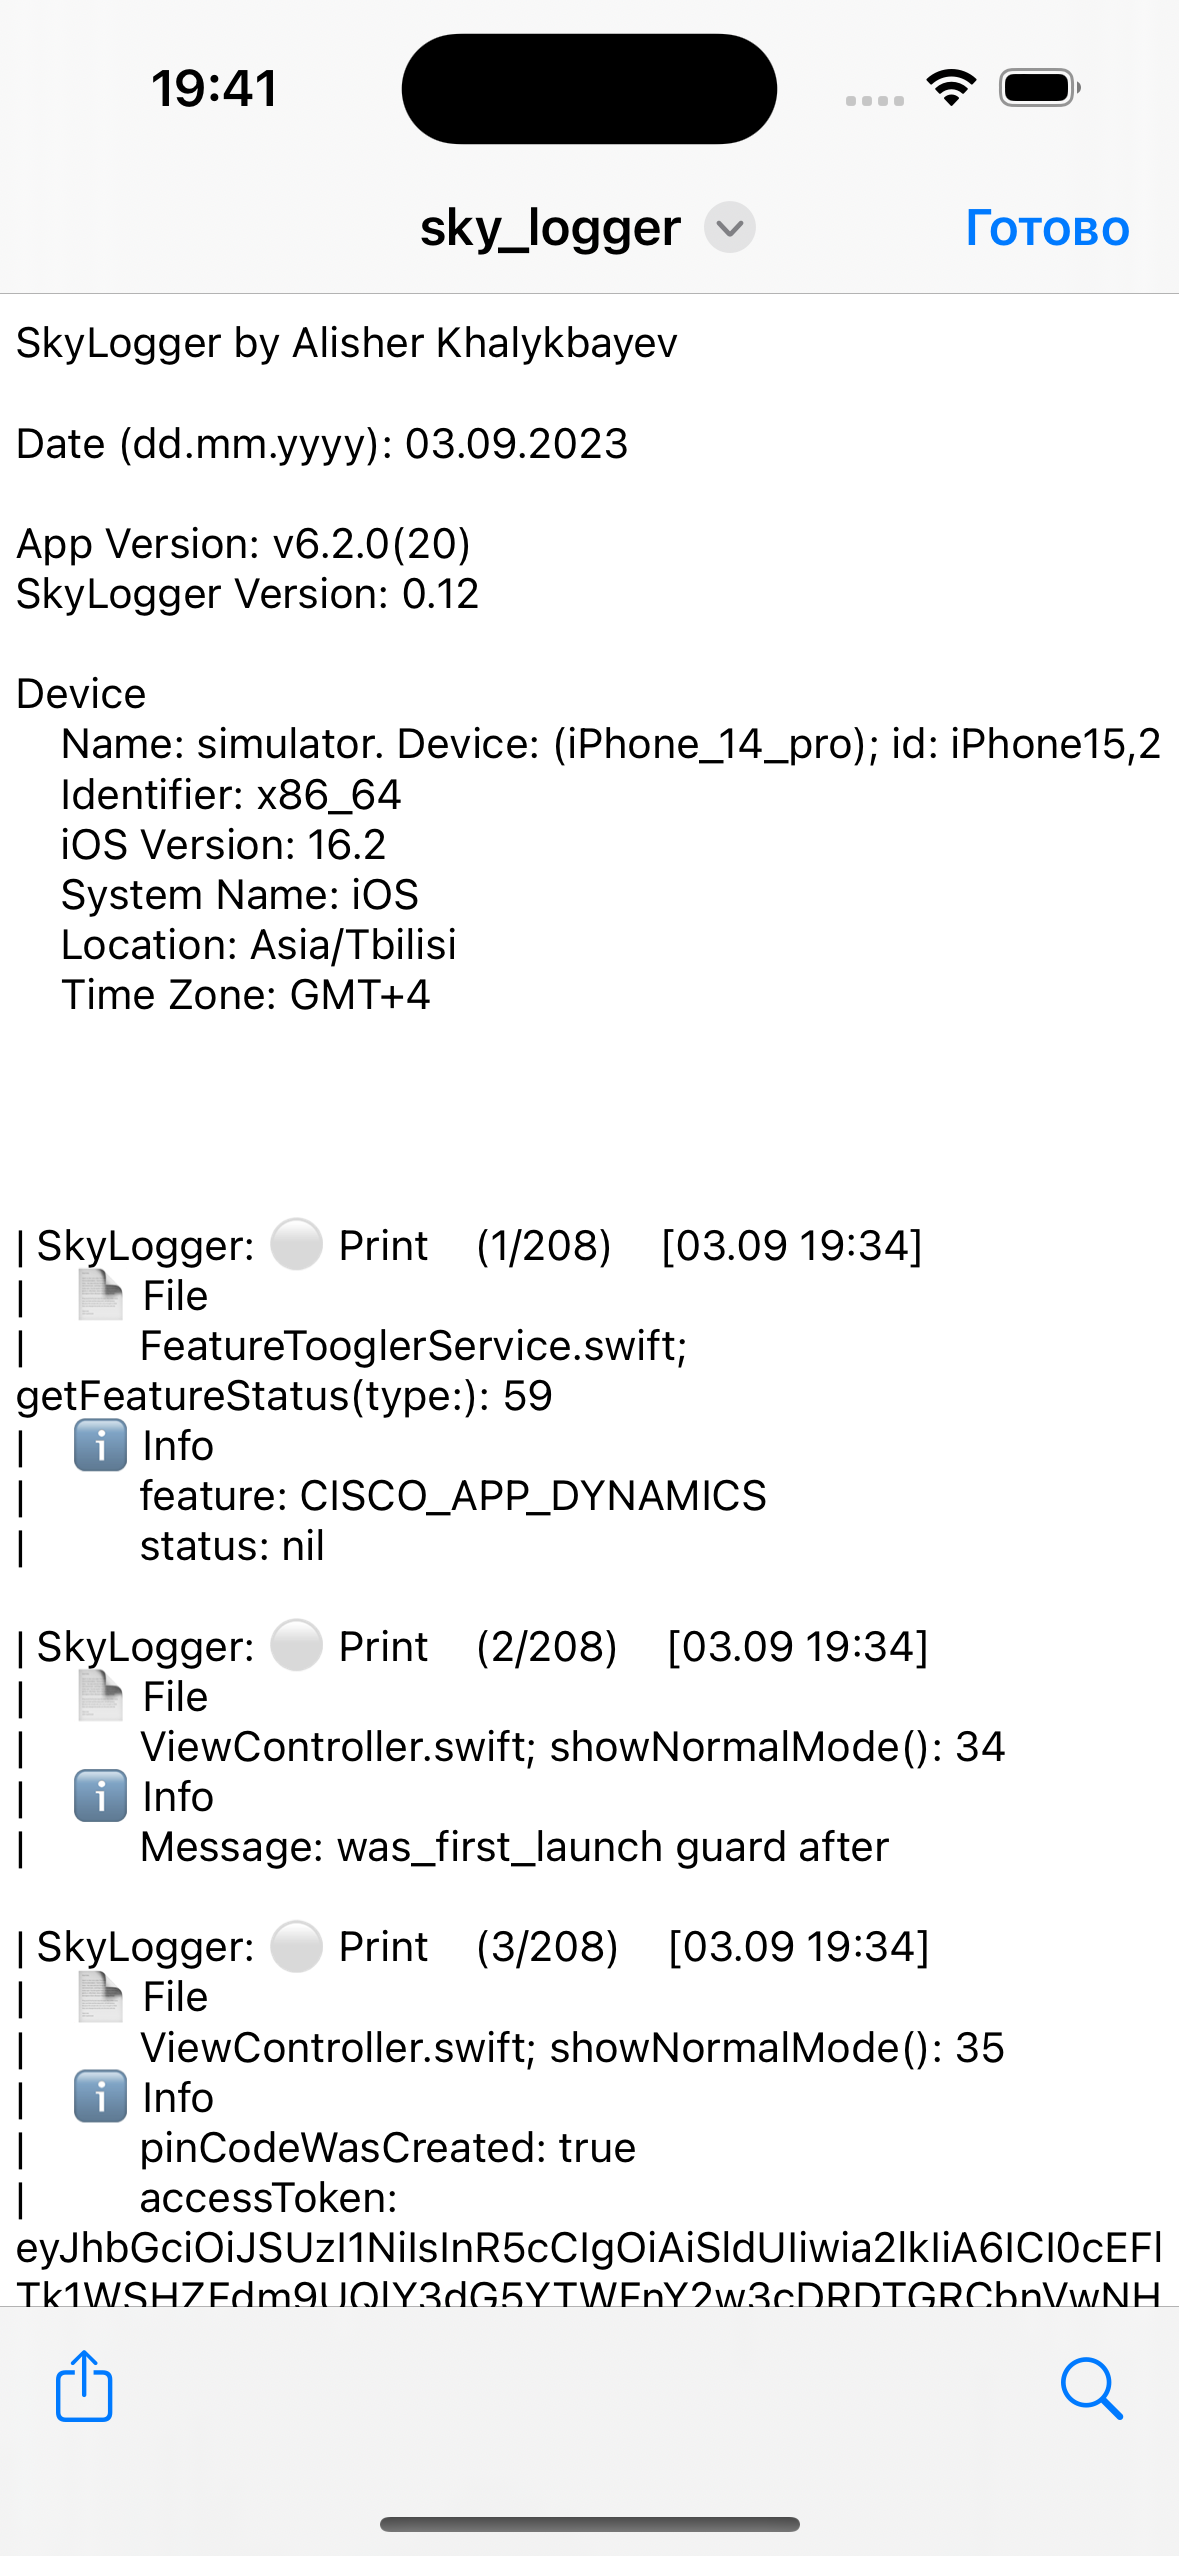 19:41
sky_logger
Готово
SkyLogger by Alisher Khalykbayev
Date (dd.mm.yyyy): 03.09.2023
App Version: v6.2.0(20)
SkyLogger Version: 0.12
Device
Name: simulator. Device: (iPhone_14_pro); id: iPhone15,2
Identifier: x86_64
iOS Version: 16.2
System Name: iOS
Location: Asia/Tbilisi
Time Zone: GMT+4
| SkyLogger: ⚪ Print (1/208) [03.09 19:34]
| 📄 File
| FeatureTooglerService.swift;
getFeatureStatus(type:): 59
| ℹ️ Info
| feature: CISCO_APP_DYNAMICS
| status: nil
| SkyLogger: ⚪ Print (2/208) [03.09 19:34]
| 📄 File
| ViewController.swift; showNormalMode(): 34
| ℹ️ Info
| Message: was_first_launch guard after
| SkyLogger: ⚪ Print (3/208) [03.09 19:34]
| 📄 File
| ViewController.swift; showNormalMode(): 35
| ℹ️ Info
| pinCodeWasCreated: true
| accessToken:
eyJhbGciOiJSUzI1NiIsInR5cCIgOiAiSldUIiwia2lkIiA6ICI0cEFl
Tk1WSHZFdm9UQlY3dG5YTWFnY2w3cDRDTGRCbnVwNH